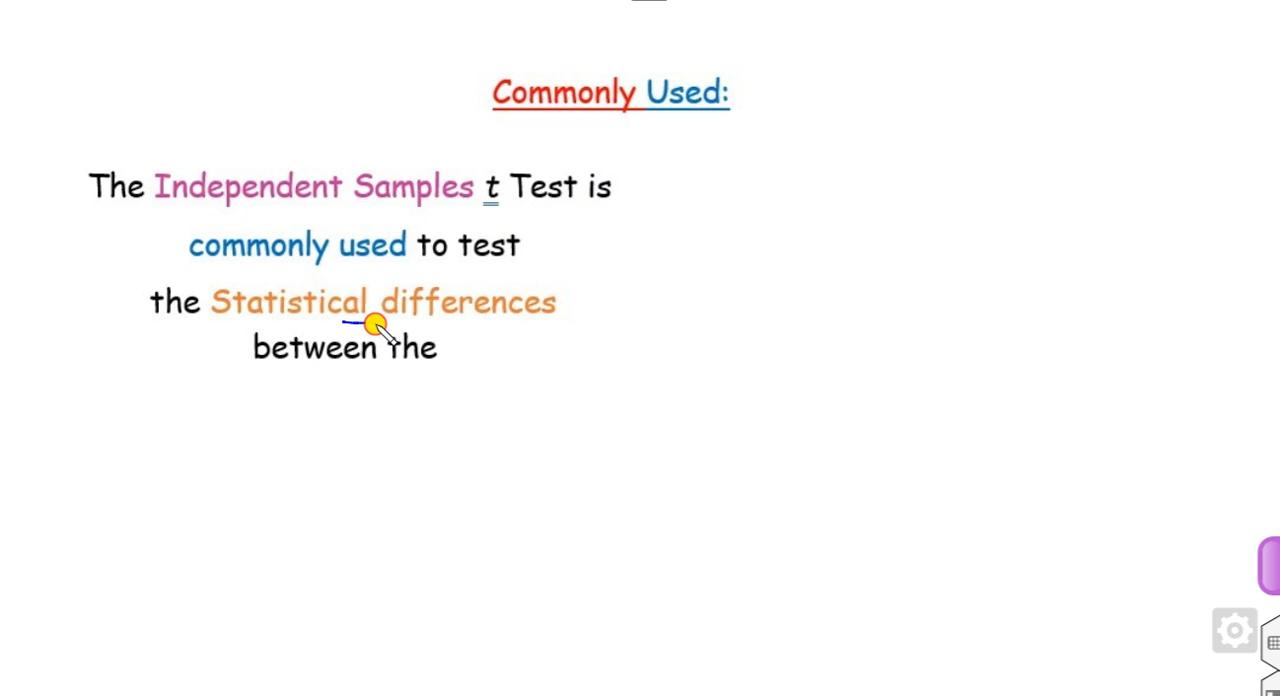 Commonly Used:
The Independent Samples t Test is
commonly used to test
the Statistical differences
between the